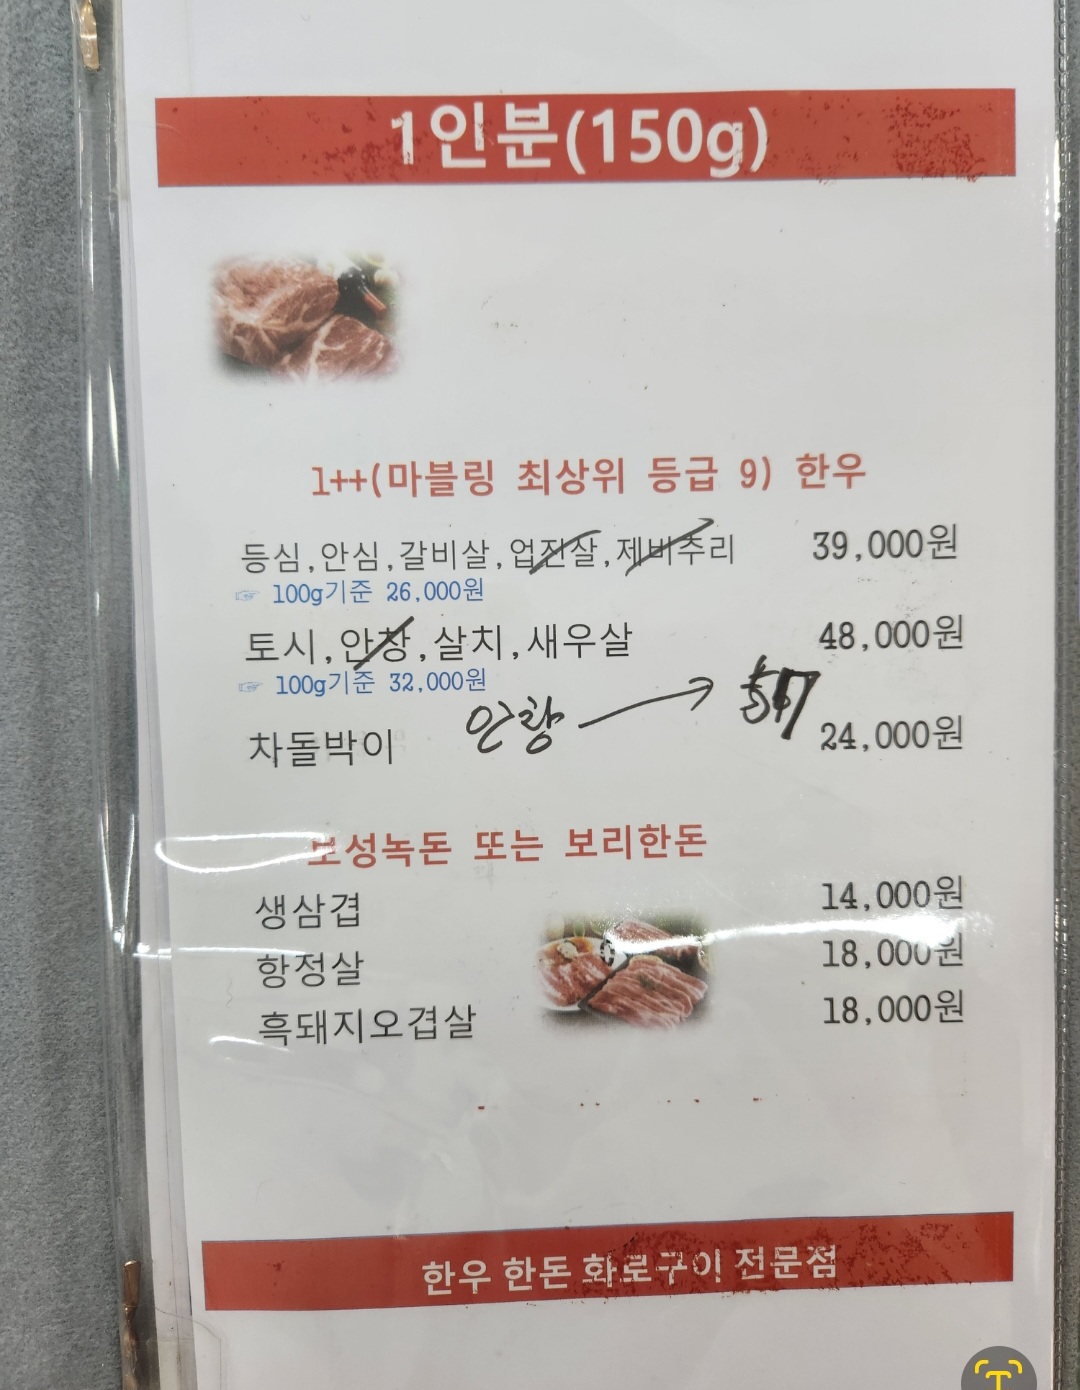 1인분(150g)
1++(마블링 최상위 등급 9) 한우
등심,안심,갈비살,업진살,제비추리 39,000원
☞ 100g기준 26,000원
토시,안창,살치,새우살 48,000원
☞ 100g기준 32,000원
안창 →
차돌박이 24,000원
보성녹돈 또는 보리한돈
생삼겹 14,000원
항정살 18,000원
흑돼지오겹살 18,000원
한우 한돈 화로구이 전문점